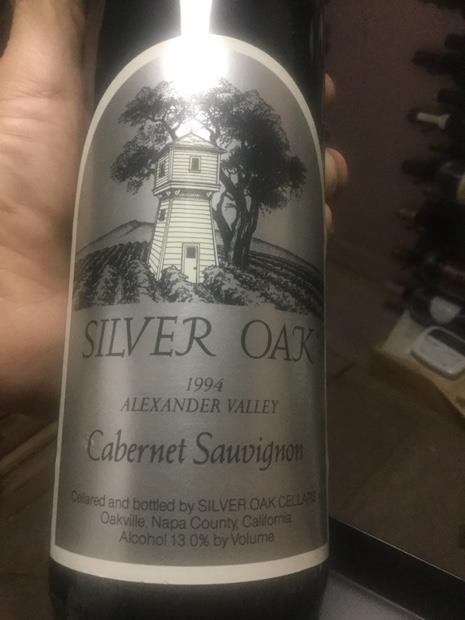 SILVER OAK
1994
ALEXANDER VALLEY
Cabernet Sauvignon
Cellared and bottled by SILVER OAK CELLARS
Oakville, Napa County, California
Alcohol 13.0% by Volume